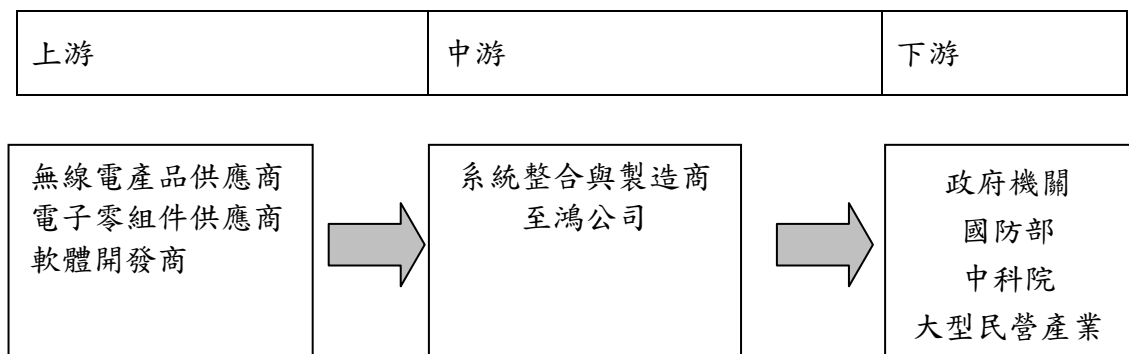 上游
中游
下游
無線電產品供應商
電子零組件供應商
軟體開發商
系統整合與製造商
至鴻公司
政府機關
國防部
中科院
大型民營產業